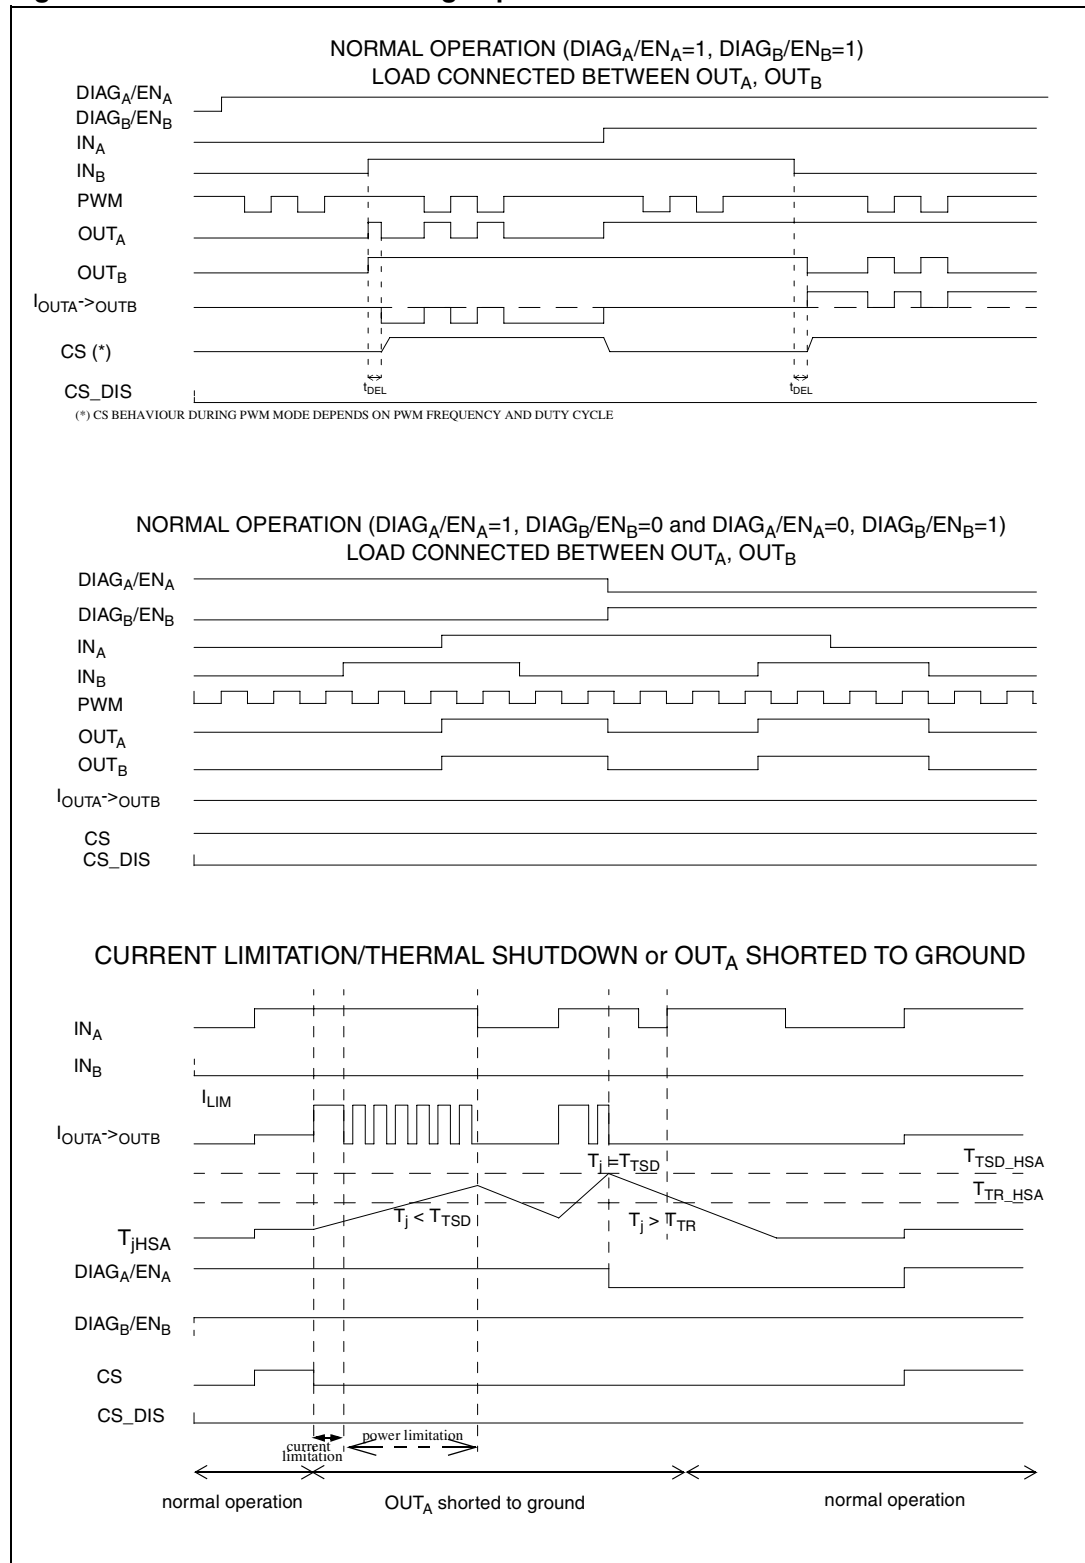 NORMAL OPERATION (DIAGA/ENA=1, DIAGB/ENB=1)
LOAD CONNECTED BETWEEN OUTA, OUTB
DIAGA/ENA
DIAGB/ENB
INA
INB
PWM
OUTA
OUTB
IOUTA->OUTB
CS (*)
tDEL
tDEL
CS_DIS
(*) CS BEHAVIOUR DURING PWM MODE DEPENDS ON PWM FREQUENCY AND DUTY CYCLE
NORMAL OPERATION (DIAGA/ENA=1, DIAGB/ENB=0 and DIAGA/ENA=0, DIAGB/ENB=1)
LOAD CONNECTED BETWEEN OUTA, OUTB
DIAGA/ENA
DIAGB/ENB
INA
INB
PWM
OUTA
OUTB
IOUTA->OUTB
CS
CS_DIS
CURRENT LIMITATION/THERMAL SHUTDOWN or OUTA SHORTED TO GROUND
INA
INB
ILIM
IOUTA->OUTB
Tj =TTSD
TTSD_HSA
TTR_HSA
Tj < TTSD
Tj > TTR
TjHSA
DIAGA/ENA
DIAGB/ENB
CS
CS_DIS
current
limitation
power limitation
normal operation
OUTA shorted to ground
normal operation